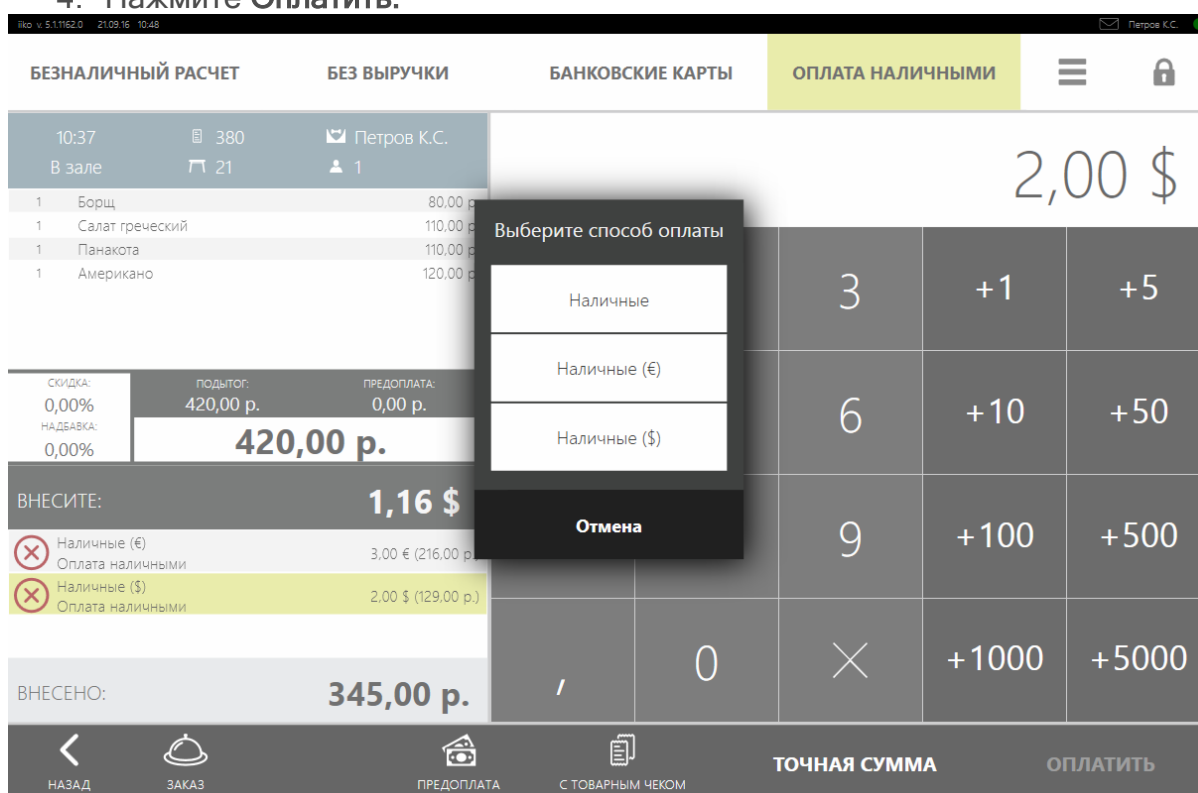 4. Нажмите Оплатить.
iiko v. 5.1.1162.0 21.09.16 10:48 Петров К.С.
БЕЗНАЛИЧНЫЙ РАСЧЕТ БЕЗ ВЫРУЧКИ БАНКОВСКИЕ КАРТЫ ОПЛАТА НАЛИЧНЫМИ
10:37 380 Петров К.С.
В зале 21 1
2,00 $
1 Борщ 80,00 р
1 Салат греческий 110,00 р
1 Панакота 110,00 р
1 Американо 120,00 р
СКИДКА: ПОДЫТОГ: ПРЕДОПЛАТА:
0,00% 420,00 р. 0,00 р.
НАДБАВКА:
0,00% 420,00 р.
ВНЕСИТЕ: 1,16 $
Наличные (€)
Оплата наличными 3,00 € (216,00 р.
Наличные ($)
Оплата наличными 2,00 $ (129,00 р.)
ВНЕСЕНО: 345,00 р.
Выберите способ оплаты
Наличные
Наличные (€)
Наличные ($)
Отмена
3 +1 +5
6 +10 +50
9 +100 +500
, 0 +1000 +5000
НАЗАД ЗАКАЗ ПРЕДОПЛАТА С ТОВАРНЫМ ЧЕКОМ ТОЧНАЯ СУММА ОПЛАТИТЬ